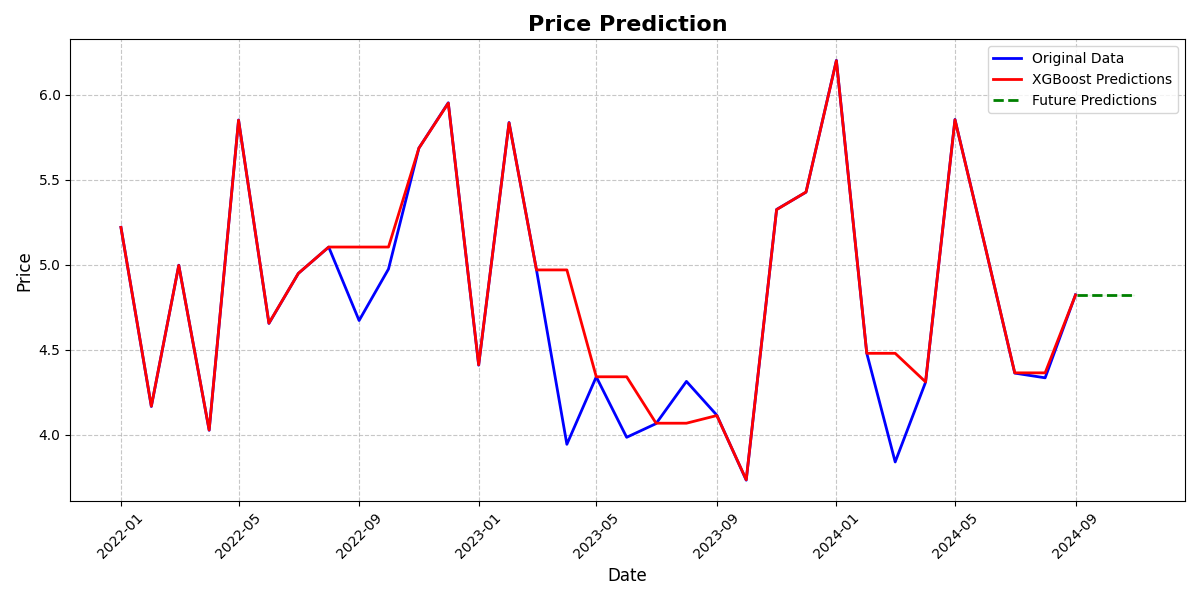 Price Prediction
Original Data
XGBoost Predictions
Future Predictions
6.0
5.5
5.0
4.5
4.0
Price
2022-01
2022-05
2022-09
2023-01
2023-05
2023-09
2024-01
2024-05
2024-09
Date